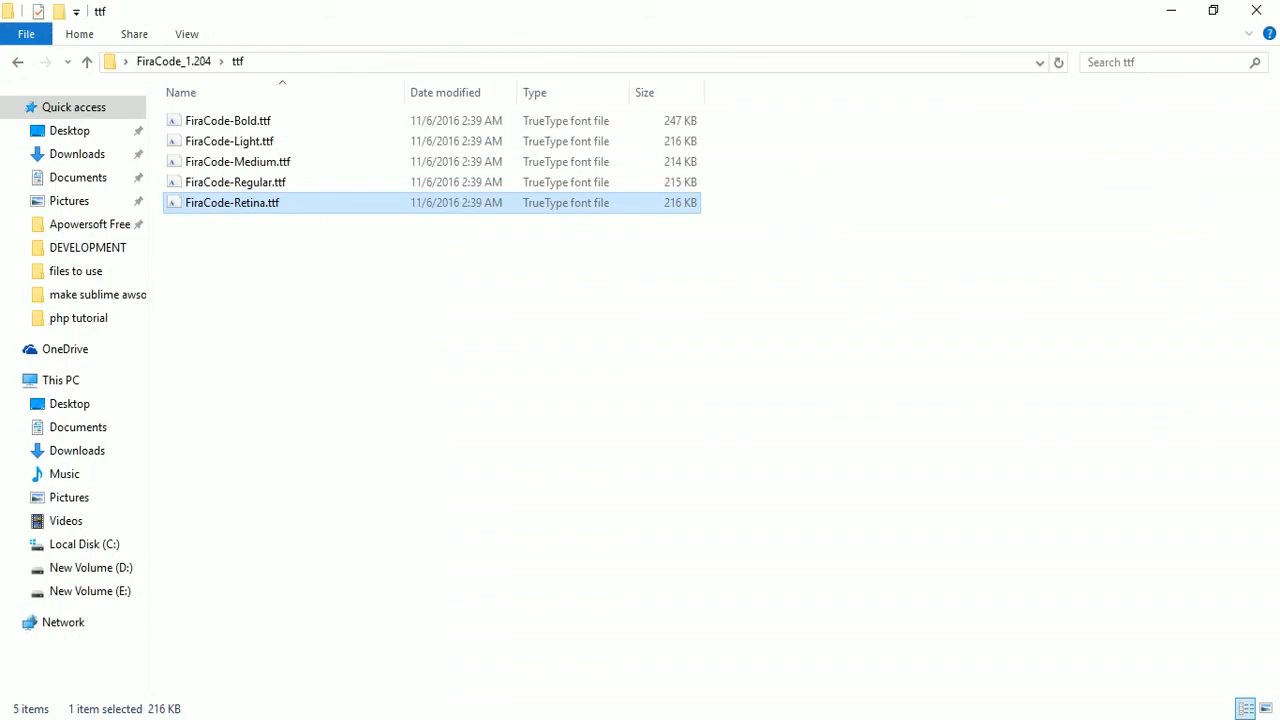 ttf
File Home Share View
FiraCode_1.204 ttf
Search ttf
Name Date modified Type Size
FiraCode-Bold.ttf 11/6/2016 2:39 AM TrueType font file 247 KB
FiraCode-Light.ttf 11/6/2016 2:39 AM TrueType font file 216 KB
FiraCode-Medium.ttf 11/6/2016 2:39 AM TrueType font file 214 KB
FiraCode-Regular.ttf 11/6/2016 2:39 AM TrueType font file 215 KB
FiraCode-Retina.ttf 11/6/2016 2:39 AM TrueType font file 216 KB
Quick access
Desktop
Downloads
Documents
Pictures
Apowersoft Free
DEVELOPMENT
files to use
make sublime awso
php tutorial
OneDrive
This PC
Desktop
Documents
Downloads
Music
Pictures
Videos
Local Disk (C:)
New Volume (D:)
New Volume (E:)
Network
5 items 1 item selected 216 KB